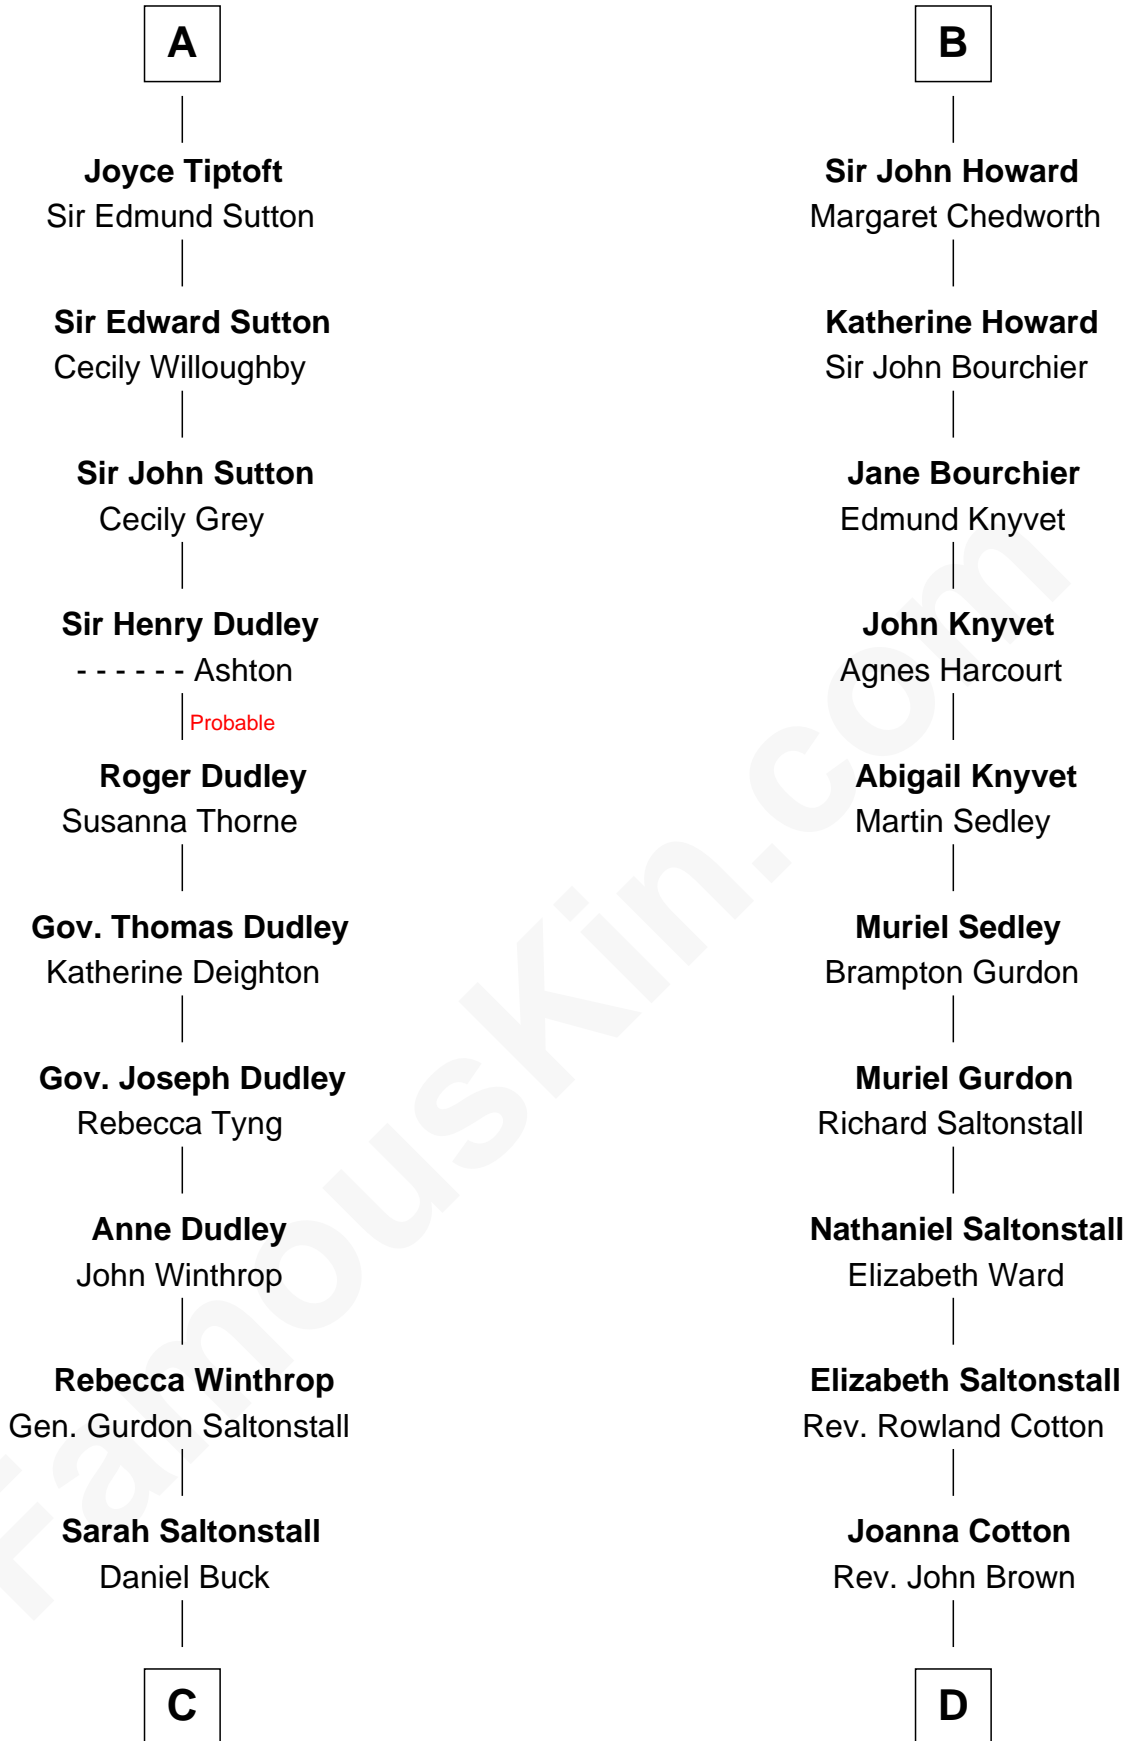 A
Joyce Tiptoft
Sir Edmund Sutton
Sir Edward Sutton
Cecily Willoughby
Sir John Sutton
Cecily Grey
Sir Henry Dudley
- - - - - - Ashton
Probable
Roger Dudley
Susanna Thorne
Gov. Thomas Dudley
Katherine Deighton
Gov. Joseph Dudley
Rebecca Tyng
Anne Dudley
John Winthrop
Rebecca Winthrop
Gen. Gurdon Saltonstall
Sarah Saltonstall
Daniel Buck
C
B
Sir John Howard
Margaret Chedworth
Katherine Howard
Sir John Bourchier
Jane Bourchier
Edmund Knyvet
John Knyvet
Agnes Harcourt
Abigail Knyvet
Martin Sedley
Muriel Sedley
Brampton Gurdon
Muriel Gurdon
Richard Saltonstall
Nathaniel Saltonstall
Elizabeth Ward
Elizabeth Saltonstall
Rev. Rowland Cotton
Joanna Cotton
Rev. John Brown
D
FamousKin.com